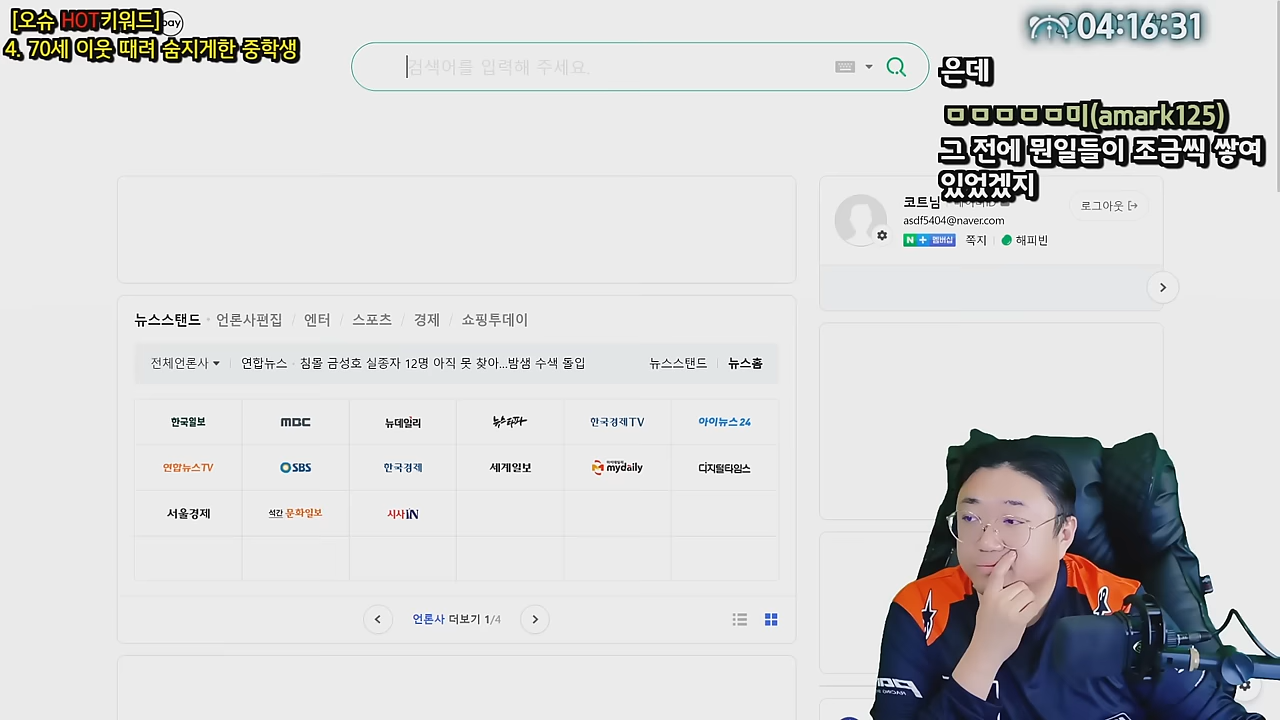 [오슈 HOT키워드]
pay
4. 70세 이웃 때려 숨지게한 중학생
검색어를 입력해 주세요.
04:16:31
은데
ㅁㅁㅁㅁㅁ미(amark125)
그 전에 뭔일들이 조금씩 쌓여
있었겠지
코트님
로그아웃
asdf5404@naver.com
N + 멤버십 쪽지 해피빈
뉴스스탠드 · 언론사편집 / 엔터 / 스포츠 / 경제 / 쇼핑투데이
전체언론사 연합뉴스 · 침몰 금성호 실종자 12명 아직 못 찾아...밤샘 수색 돌입 뉴스스탠드 뉴스홈
한국일보 MBC 뉴데일리 뉴스타파 한국경제TV 아이뉴스24
연합뉴스TV SBS 한국경제 세계일보 mydaily 디지털타임스
서울경제 석간 문화일보 시사IN
언론사 더보기 1/4